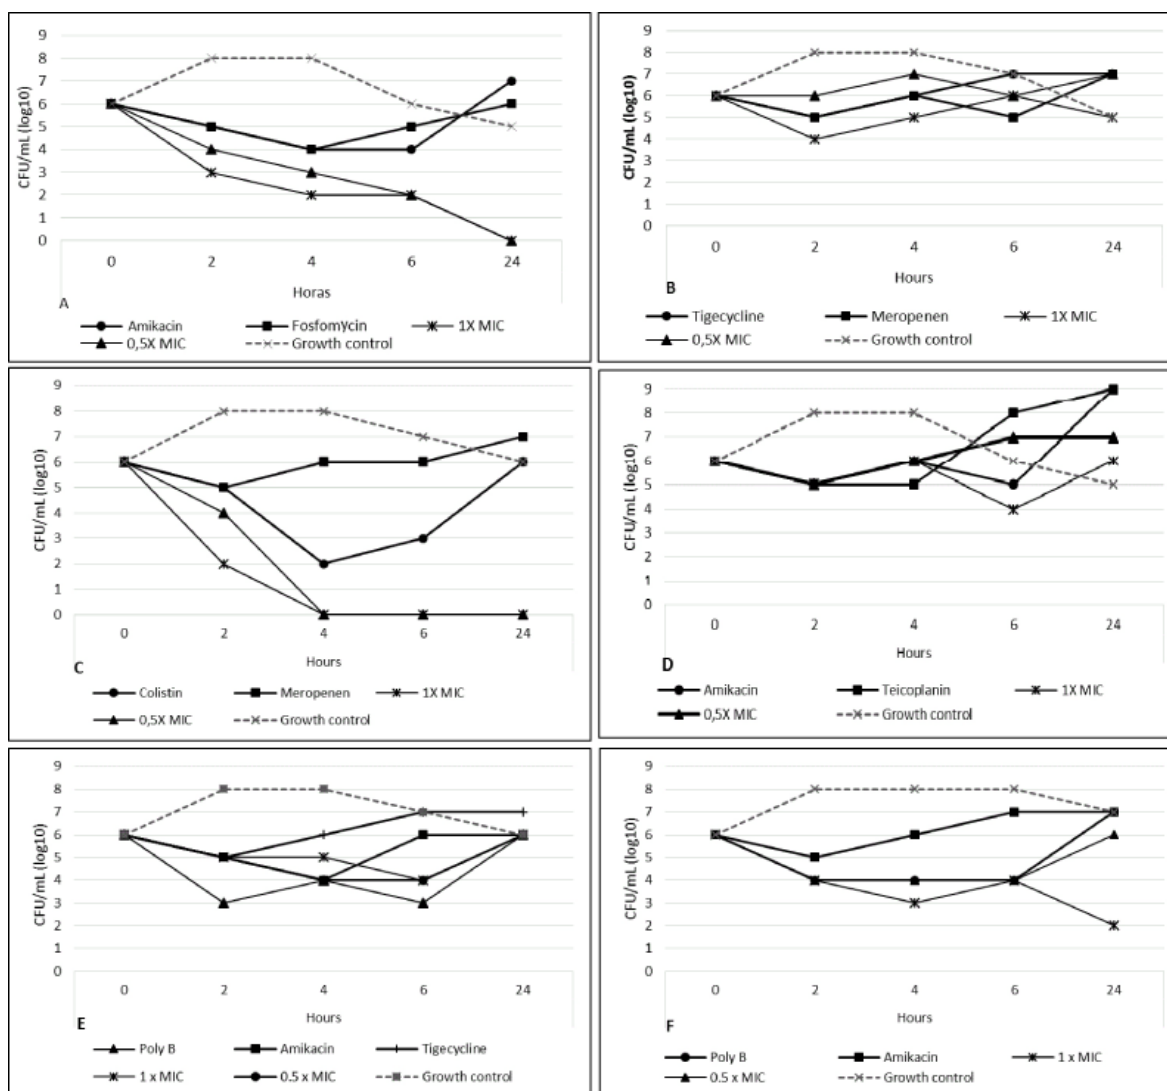 9
8
7
6
5
4
3
2
1
0
CFU/mL (log10)
0 2 4 6 24
Horas
A
Amikacin Fosfomycin 1X MIC
0,5X MIC Growth control
9
8
7
6
5
4
3
2
1
0
CFU/mL (log10)
0 2 4 6 24
Hours
B
Tigecycline Meropenen 1X MIC
0,5X MIC Growth control
9
8
7
6
5
4
3
2
1
0
CFU/mL (log10)
0 2 4 6 24
Hours
C
Colistin Meropenen 1X MIC
0,5X MIC Growth control
9
8
7
6
5
4
3
2
1
0
CFU/mL (log10)
0 2 4 6 24
Hours
D
Amikacin Teicoplanin 1X MIC
0,5X MIC Growth control
9
8
7
6
5
4
3
2
1
0
CFU/mL (log10)
0 2 4 6 24
Hours
E
Poly B Amikacin Tigecycline
1 x MIC 0.5 x MIC Growth control
9
8
7
6
5
4
3
2
1
0
CFU/mL (log10)
0 2 4 6 24
Hours
F
Poly B Amikacin 1 x MIC
0.5 x MIC Growth control